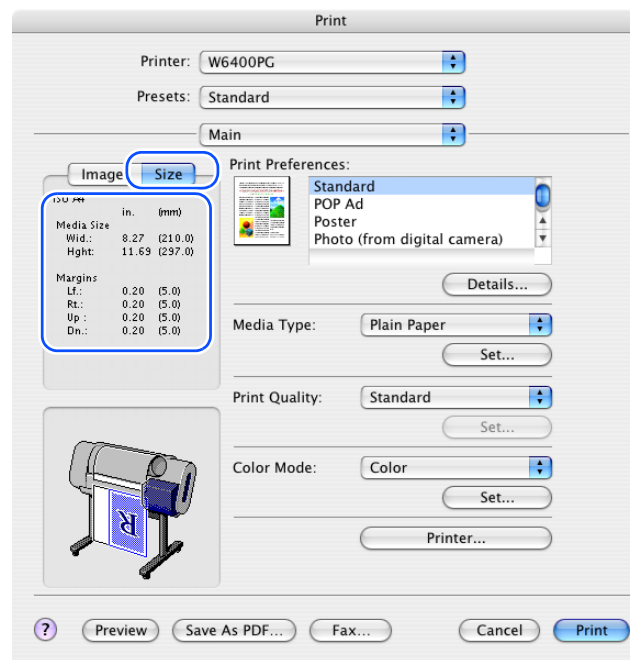 Print
Printer: W6400PG
Presets: Standard
Main
Image Size
ISO A4
in. (mm)
Media Size
Wid.: 8.27 (210.0)
Hght: 11.69 (297.0)
Margins
Lf.: 0.20 (5.0)
Rt.: 0.20 (5.0)
Up : 0.20 (5.0)
Dn.: 0.20 (5.0)
Print Preferences:
Standard
POP Ad
Poster
Photo (from digital camera)
Details...
Media Type: Plain Paper
Set...
Print Quality: Standard
Set...
Color Mode: Color
Set...
Printer...
R
? Preview Save As PDF... Fax... Cancel Print